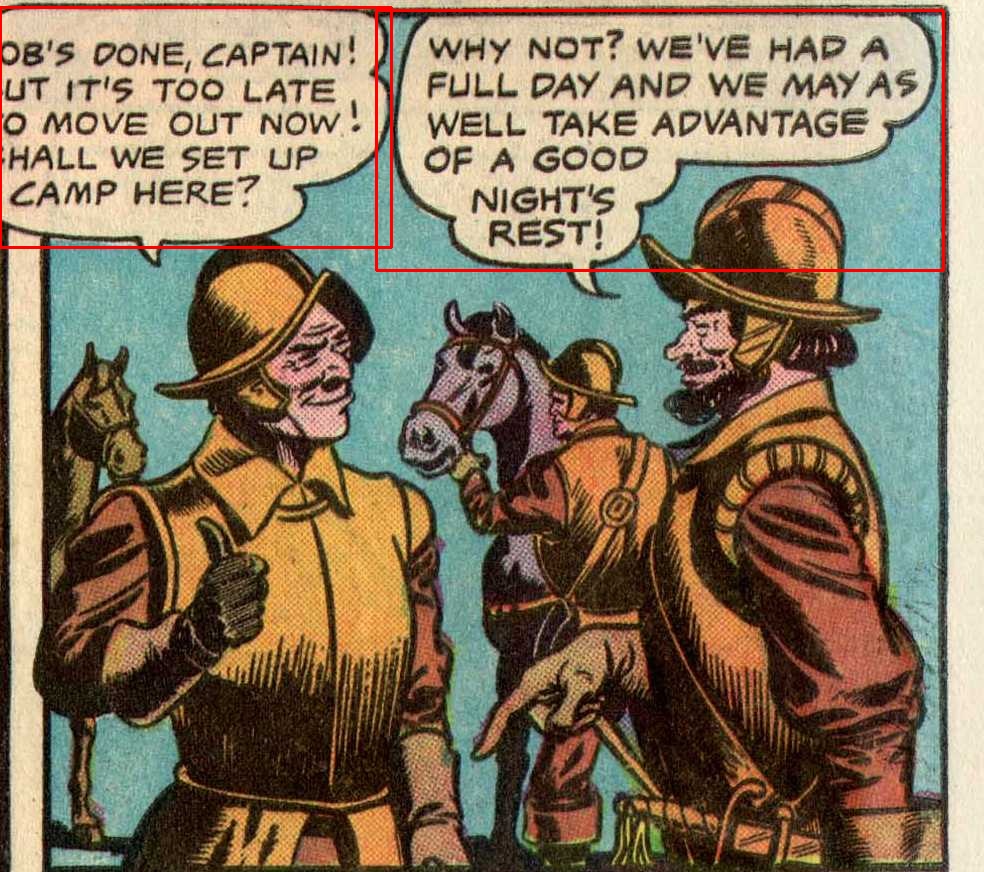 OB'S DONE, CAPTAIN!
UT IT'S TOO LATE
O MOVE OUT NOW!
HALL WE SET UP
CAMP HERE?
WHY NOT? WE'VE HAD A
FULL DAY AND WE MAY AS
WELL TAKE ADVANTAGE
OF A GOOD
NIGHT'S
REST!